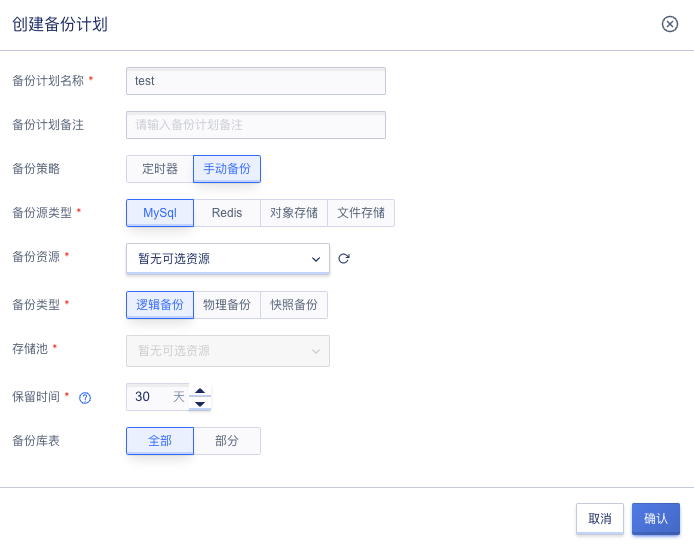 创建备份计划
备份计划名称 * test
备份计划备注 请输入备份计划备注
备份策略 定时器 手动备份
备份源类型 * MySql Redis 对象存储 文件存储
备份资源 * 暂无可选资源
备份类型 * 逻辑备份 物理备份 快照备份
存储池 * 暂无可选资源
保留时间 * ? 30 天
备份库表 全部 部分
取消 确认